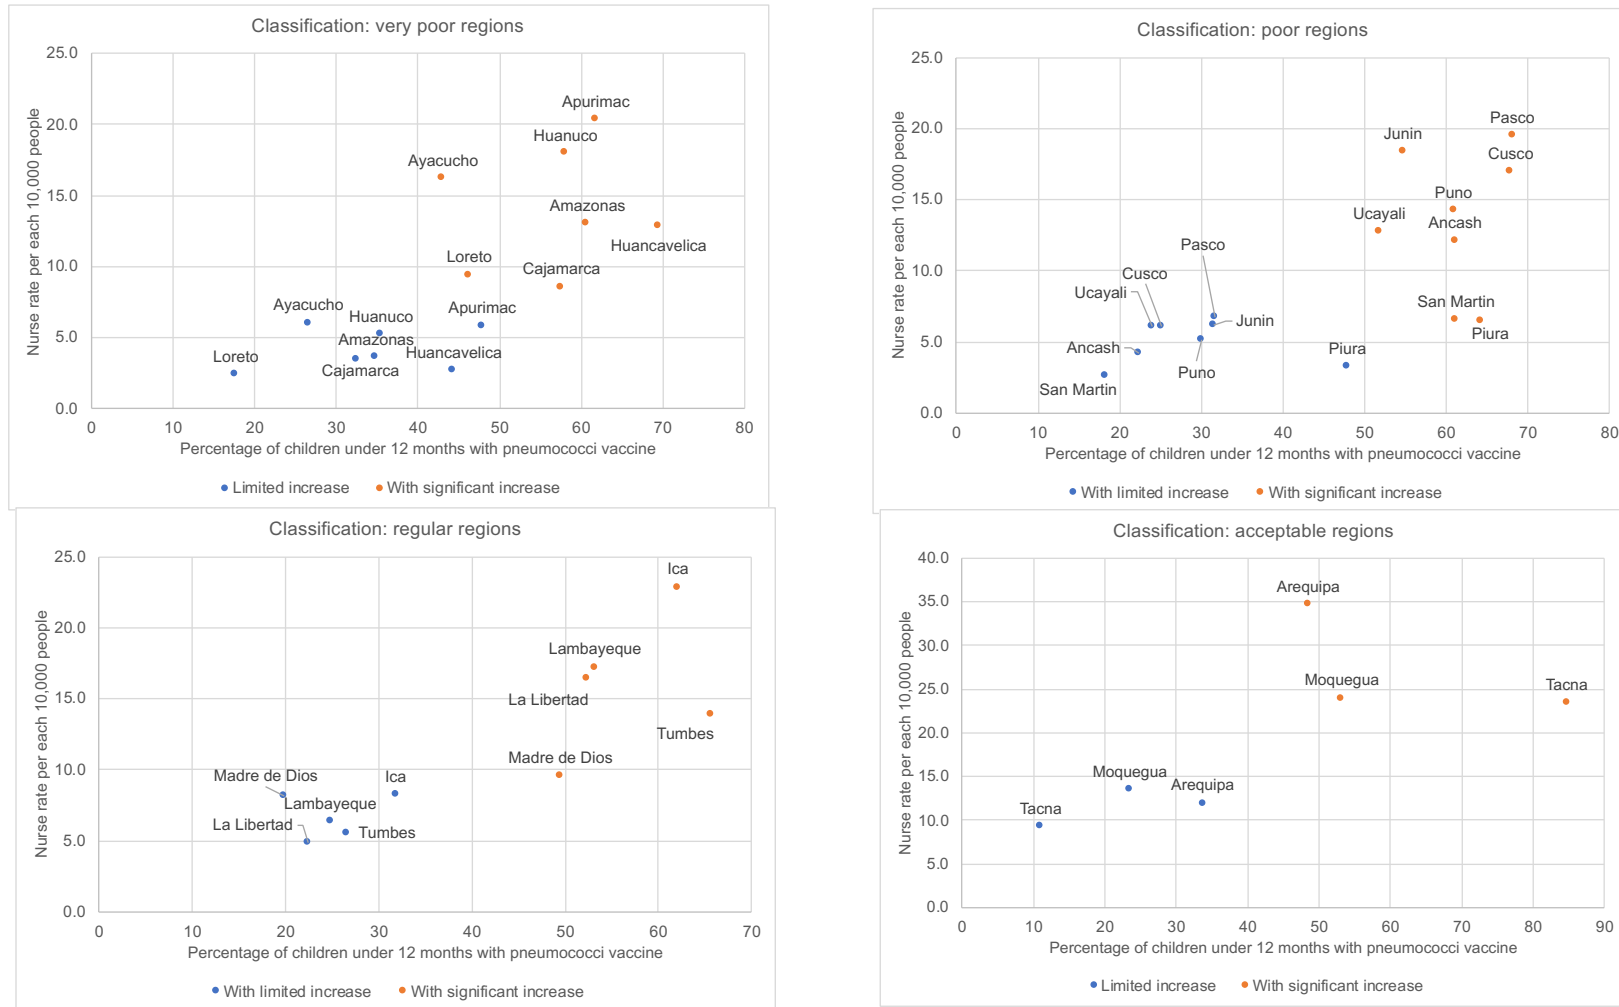 Classification: very poor regions
25.0
20.0
15.0
10.0
5.0
0.0
Nurse rate per each 10,000 people
Apurimac
Huanuco
Ayacucho
Amazonas
Huancavelica
Loreto
Cajamarca
Ayacucho
Huanuco
Apurimac
Amazonas
Huancavelica
Loreto
Cajamarca
0 10 20 30 40 50 60 70 80
Percentage of children under 12 months with pneumococci vaccine
Limited increase With significant increase
Classification: poor regions
25.0
20.0
15.0
10.0
5.0
0.0
Nurse rate per each 10,000 people
Pasco
Junin
Cusco
Puno
Ucayali
Ancash
Pasco
Cusco
Ucayali
San Martin
Junin
Piura
Ancash
Piura
Puno
San Martin
0 10 20 30 40 50 60 70 80
Percentage of children under 12 months with pneumococci vaccine
With limited increase With significant increase
Classification: regular regions
25.0
20.0
15.0
10.0
5.0
0.0
Nurse rate per each 10,000 people
Ica
Lambayeque
La Libertad
Tumbes
Madre de Dios
Madre de Dios
Ica
Lambayeque
La Libertad
Tumbes
0 10 20 30 40 50 60 70
Percentage of children under 12 months with pneumococci vaccine
With limited increase With significant increase
Classification: acceptable regions
40.0
35.0
30.0
25.0
20.0
15.0
10.0
5.0
0.0
Nurse rate per each 10,000 people
Arequipa
Moquegua
Tacna
Moquegua
Arequipa
Tacna
0 10 20 30 40 50 60 70 80 90
Percentage of children under 12 months with pneumococci vaccine
Limited increase With significant increase